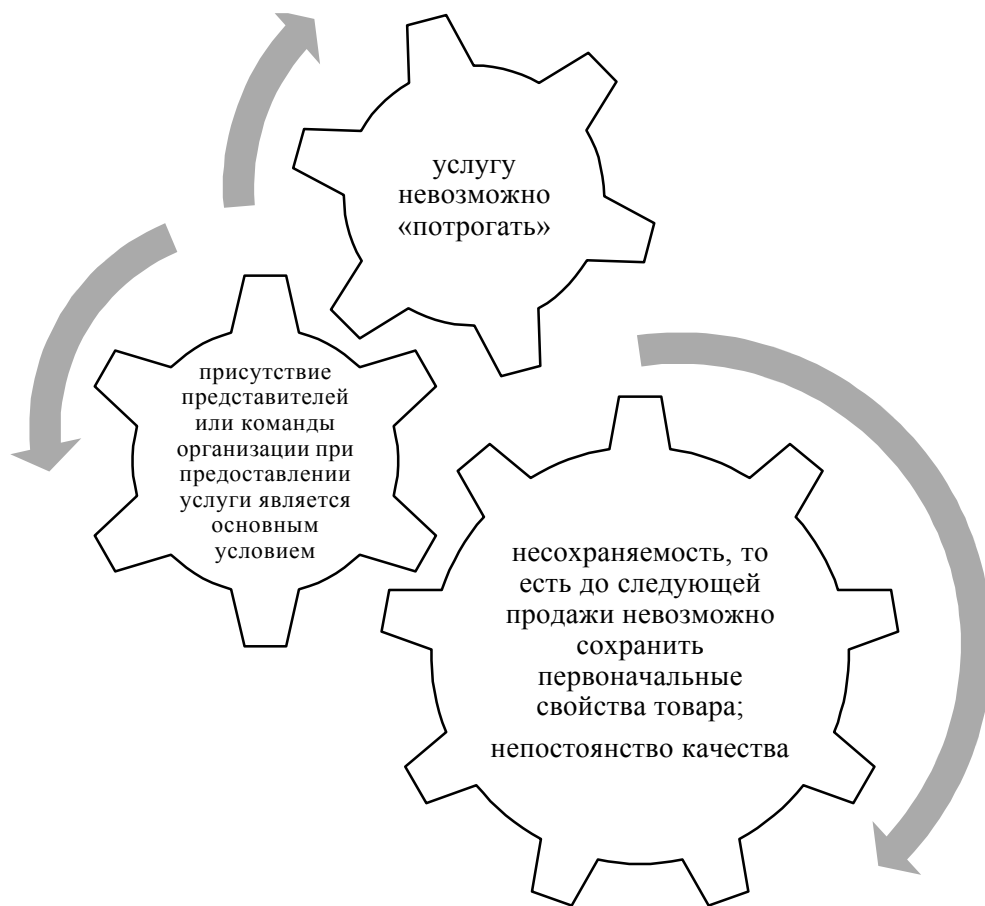 услугу
невозможно
«потрогать»
присутствие
представителей
или команды
организации при
предоставлении
услуги является
основным
условием
несохраняемость, то
есть до следующей
продажи невозможно
сохранить
первоначальные
свойства товара;
непостоянство качества